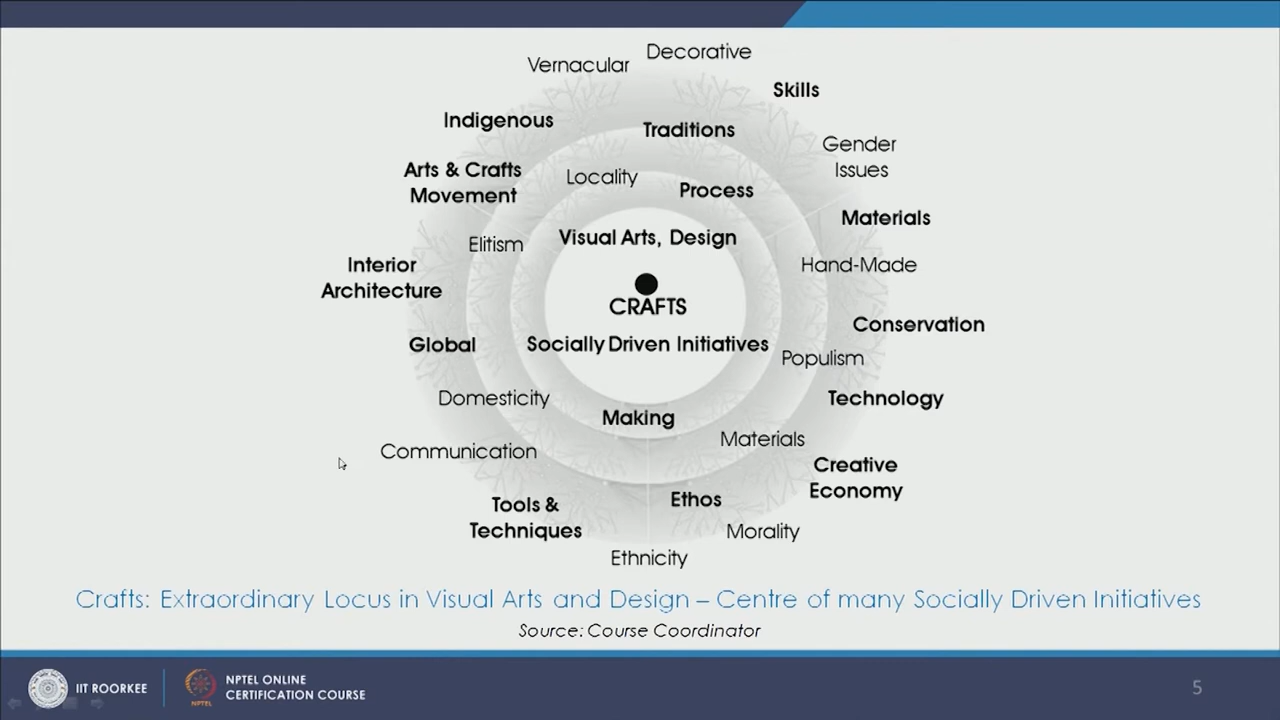 Decorative
Vernacular
Skills
Indigenous
Traditions
Gender
Issues
Arts & Crafts
Movement
Locality
Process
Materials
Elitism
Visual Arts, Design
Hand-Made
Interior
Architecture
CRAFTS
Conservation
Global
Socially Driven Initiatives
Populism
Domesticity
Technology
Making
Materials
Communication
Creative
Economy
Tools &
Techniques
Ethos
Morality
Ethnicity
Crafts: Extraordinary Locus in Visual Arts and Design – Centre of many Socially Driven Initiatives
Source: Course Coordinator
IIT ROORKEE
NPTEL
NPTEL ONLINE
CERTIFICATION COURSE
5